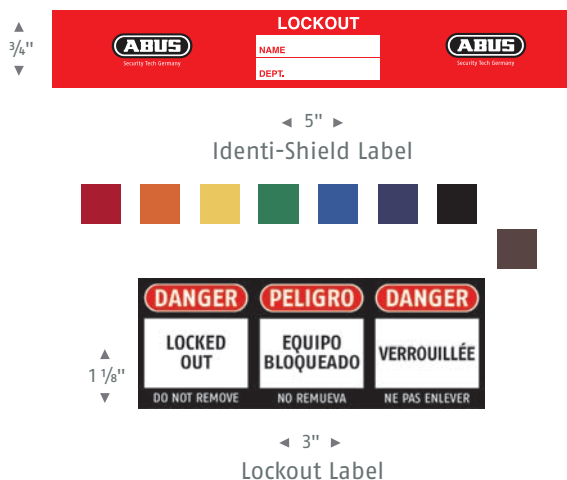 LOCKOUT
3/4"
ABUS
Security Tech Germany
NAME
DEPT.
ABUS
Security Tech Germany
5"
Identi-Shield Label
DANGER
LOCKED
OUT
DO NOT REMOVE
PELIGRO
EQUIPO
BLOQUEADO
NO REMUEVA
DANGER
VERROUILLÉE
NE PAS ENLEVER
1 1/8"
3"
Lockout Label